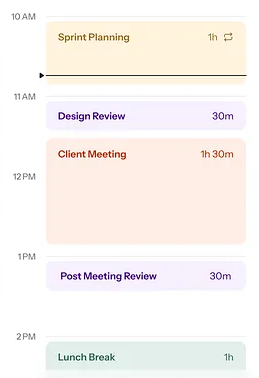 10 AM
Sprint Planning 1h
11 AM
Design Review 30m
Client Meeting 1h 30m
12 PM
1 PM
Post Meeting Review 30m
2 PM
Lunch Break 1h